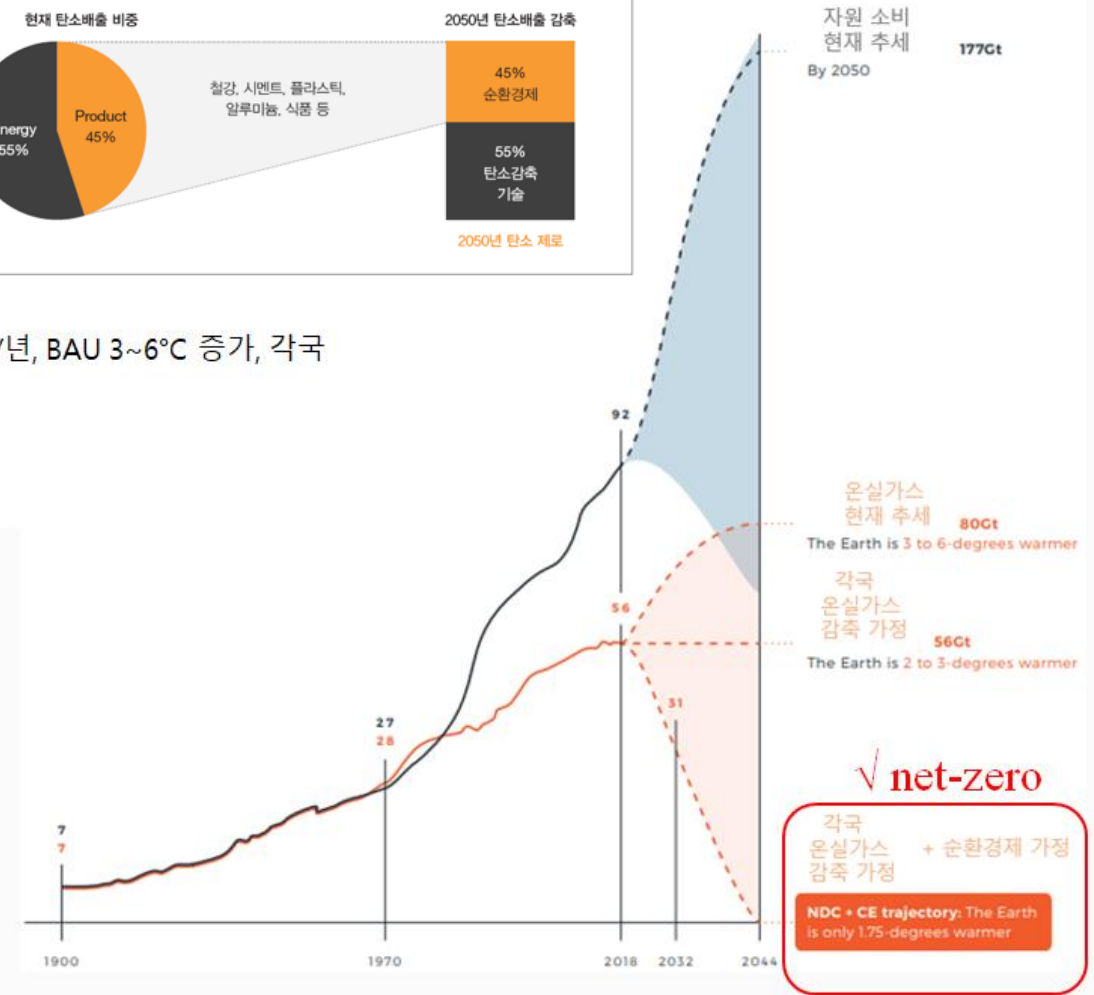 현재 탄소배출 비중
2050년 탄소배출 감축
Product
45%
55%
철강, 시멘트, 플라스틱,
알루미늄, 식품 등
45%
순환경제
55%
탄소감축
기술
2050년 탄소 제로
년, BAU 3~6°C 증가, 각국
자원 소비
현재 추세
177Gt
By 2050
92
온실가스
현재 추세
80Gt
The Earth is 3 to 6-degrees warmer
56
각국
온실가스
감축 가정
56Gt
The Earth is 2 to 3-degrees warmer
31
27
28
7
7
√ net-zero
각국
온실가스 + 순환경제 가정
감축 가정
NDC + CE trajectory: The Earth
is only 1.75-degrees warmer
1900
1970
2018
2032
2044